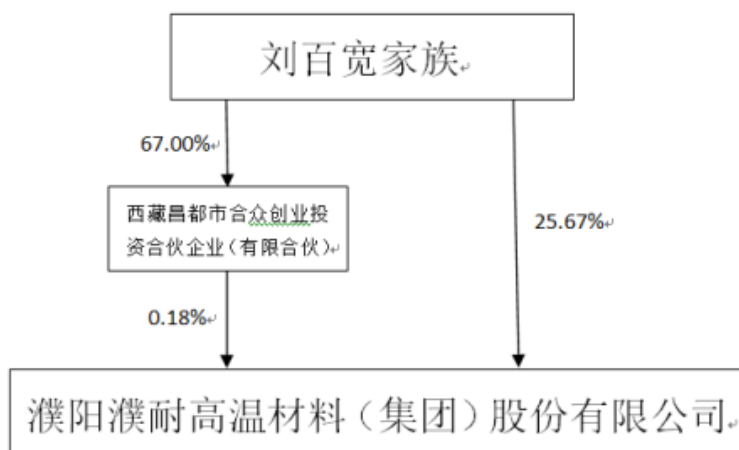 刘百宽家族
67.00%
西藏昌都市合众创业投
资合伙企业（有限合伙）
25.67%
0.18%
濮阳濮耐高温材料（集团）股份有限公司